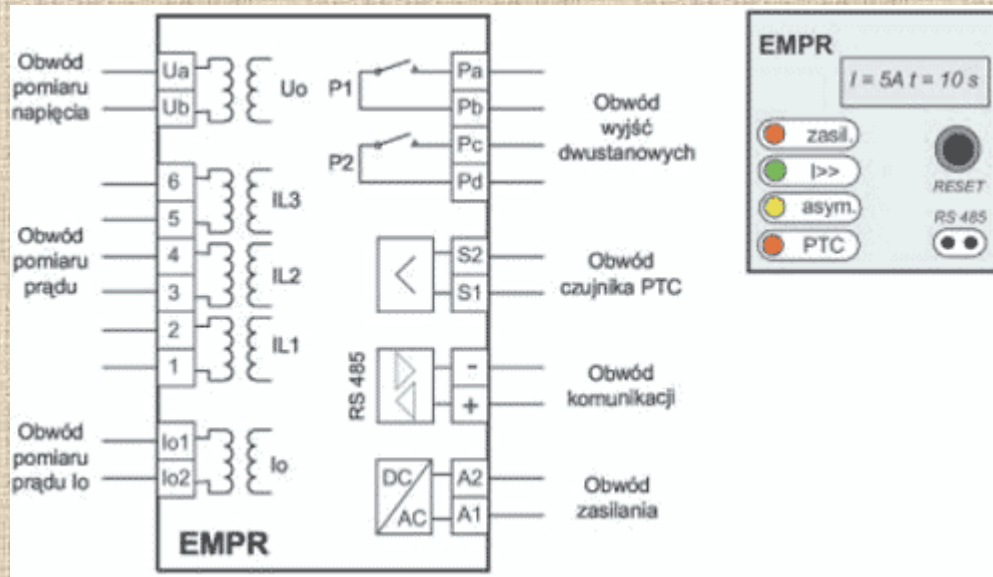 Obwód
pomiaru
napięcia
Ua
Ub
Uo
P1
P2
Pa
Pb
Pc
Pd
Obwód
wyjść
dwustanowych
6
5
4
3
2
1
IL3
IL2
IL1
Obwód
pomiaru
prądu
S2
S1
Obwód
czujnika PTC
RS 485
-
+
Obwód
komunikacji
Obwód
pomiaru
prądu Io
Io1
Io2
Io
DC
AC
A2
A1
Obwód
zasilania
EMPR
EMPR
I = 5A t = 10 s
zasil.
I>>
asym.
PTC
RESET
RS 485